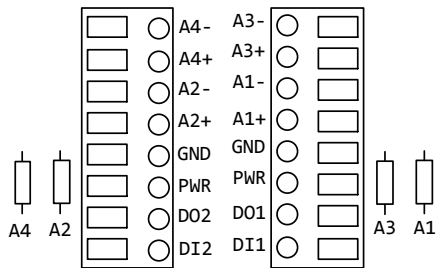 A4- A3-
A4+ A3+
A2- A1-
A2+ A1+
GND GND
PWR PWR
DO2 DO1
A4 A2 A3 A1
DI2 DI1